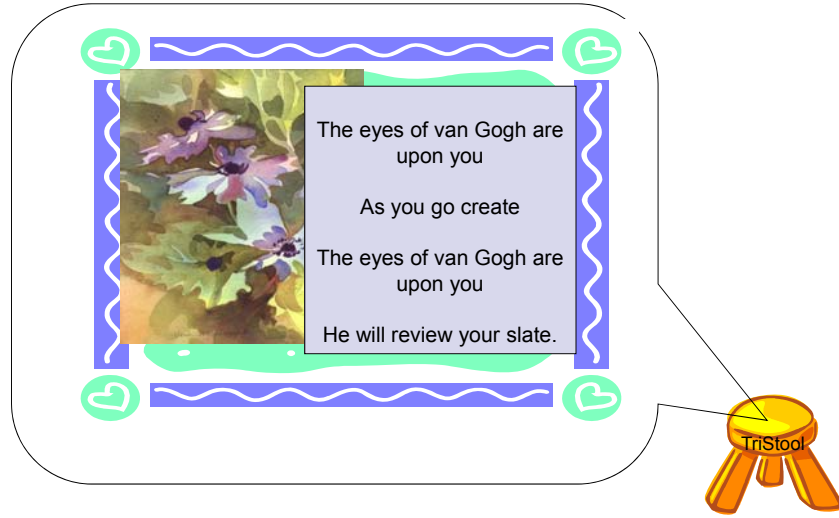 The eyes of van Gogh are
upon you
As you go create
The eyes of van Gogh are
upon you
He will review your slate.
TriStool